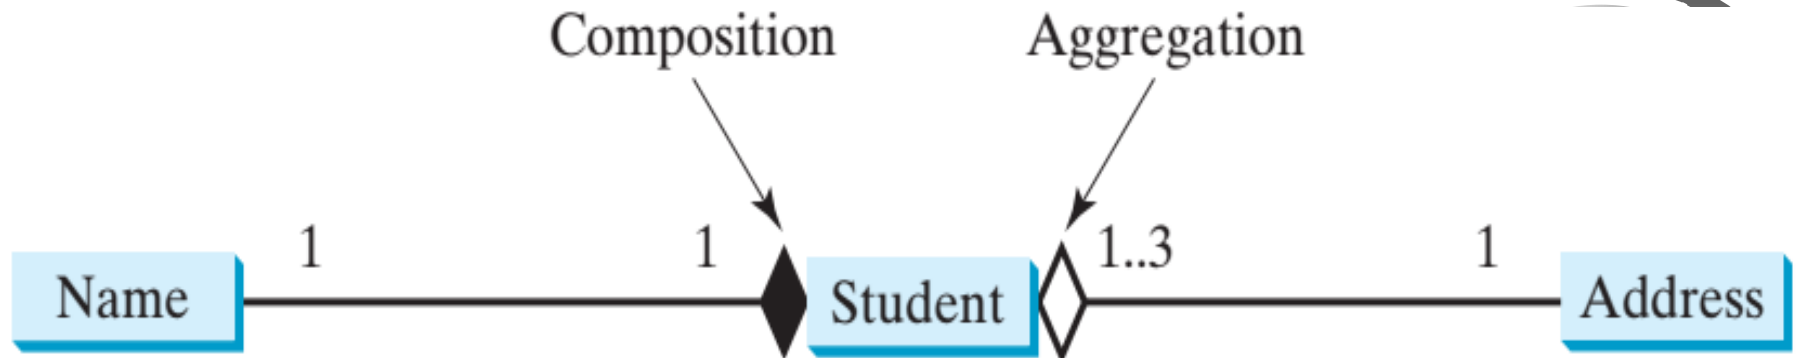 Composition Aggregation
1 1 1..3 1
Name Student Address